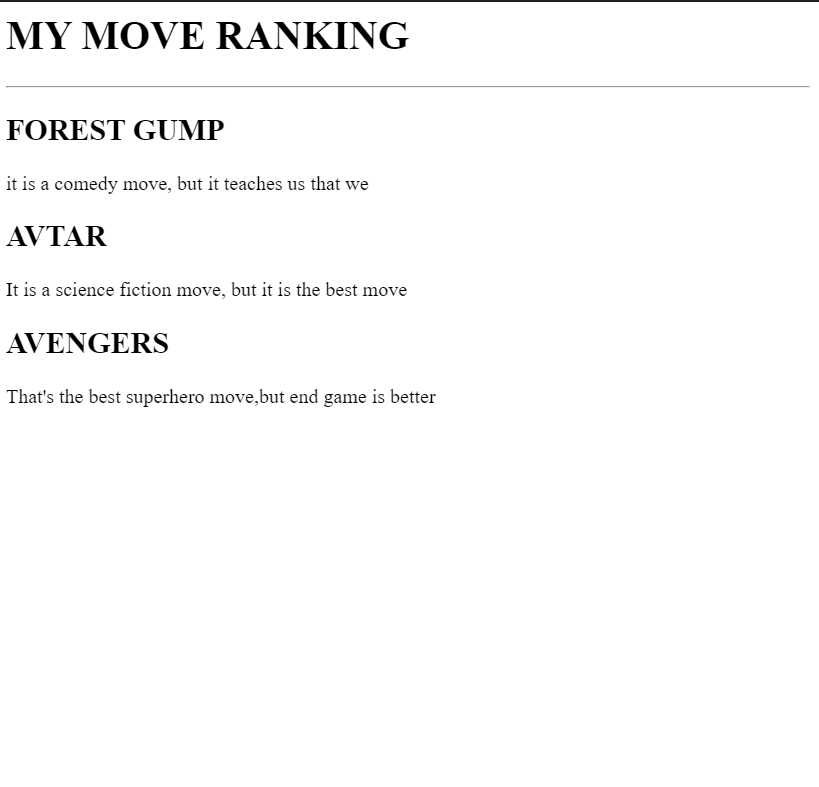 MY MOVE RANKING
FOREST GUMP
it is a comedy move, but it teaches us that we
AVTAR
It is a science fiction move, but it is the best move
AVENGERS
That's the best superhero move,but end game is better